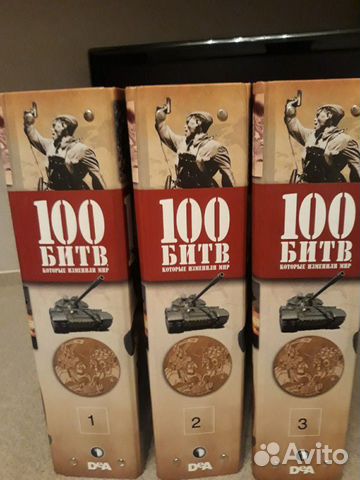 100
БИТВ
КОТОРЫЕ ИЗМЕНИЛИ МИР
1
DeA
100
БИТВ
КОТОРЫЕ ИЗМЕНИЛИ МИР
2
DeA
100
БИТВ
КОТОРЫЕ ИЗМЕНИЛИ МИР
3
DeA
Avito